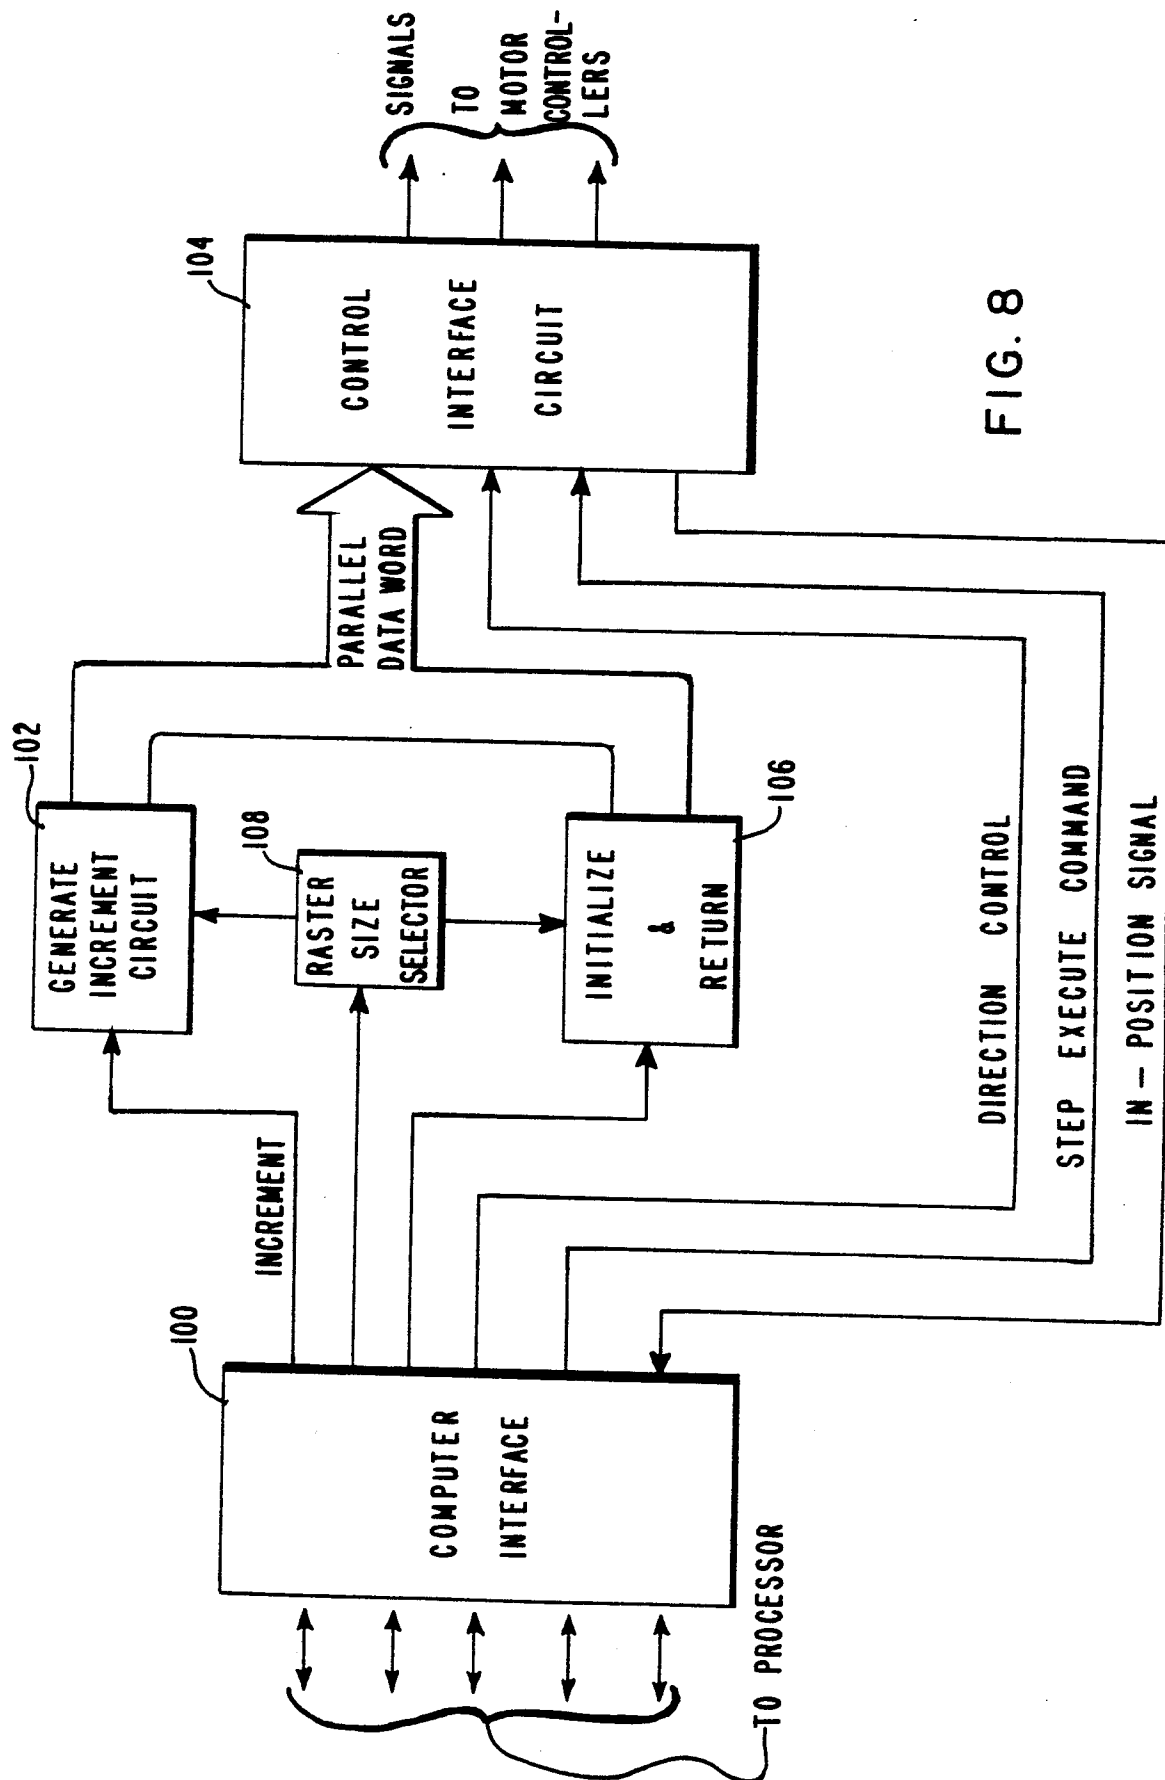 TO PROCESSOR
100
COMPUTER
INTERFACE
INCREMENT
102
GENERATE
INCREMENT
CIRCUIT
108
RASTER
SIZE
SELECTOR
106
INITIALIZE
&
RETURN
PARALLEL
DATA WORD
104
CONTROL
INTERFACE
CIRCUIT
SIGNALS
TO
MOTOR
CONTROL-
LERS
DIRECTION CONTROL
STEP EXECUTE COMMAND
IN - POSITION SIGNAL
FIG. 8